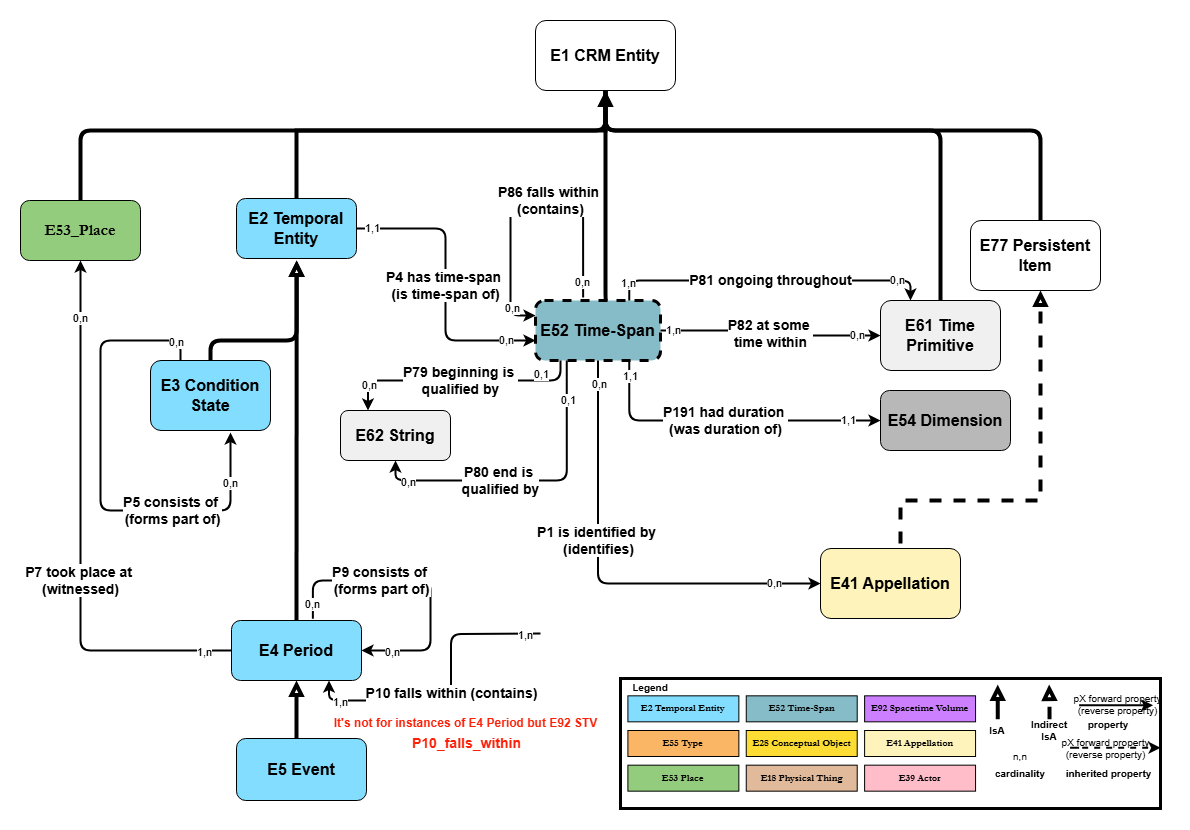 E1 CRM Entity
E53_Place
E2 Temporal
Entity
P86 falls within
(contains)
E77 Persistent
Item
1,1
P4 has time-span
(is time-span of)
0,n
0,n
0,n
1,n
P81 ongoing throughout
0,n
E52 Time-Span
1,n
P82 at some
time within
0,n
E61 Time
Primitive
0,n
0,n
E3 Condition
State
P79 beginning is
qualified by
0,n
0,1
0,1
0,n
1,1
E62 String
P191 had duration
(was duration of)
1,1
E54 Dimension
P80 end is
qualified by
0,n
0,n
P5 consists of
(forms part of)
P1 is identified by
(identifies)
0,n
E41 Appellation
P7 took place at
(witnessed)
P9 consists of
(forms part of)
0,n
1,n
E4 Period
0,n
1,n
P10 falls within (contains)
1,n
It's not for instances of E4 Period but E92 STV
P10_falls_within
E5 Event
Legend
E2 Temporal Entity
E52 Time-Span
E92 Spacetime Volume
E55 Type
E28 Conceptual Object
E41 Appellation
E53 Place
E18 Physical Thing
E39 Actor
IsA
Indirect
IsA
pX forward property
(reverse property)
property
n,n
cardinality
pX forward property
(reverse property)
inherited property